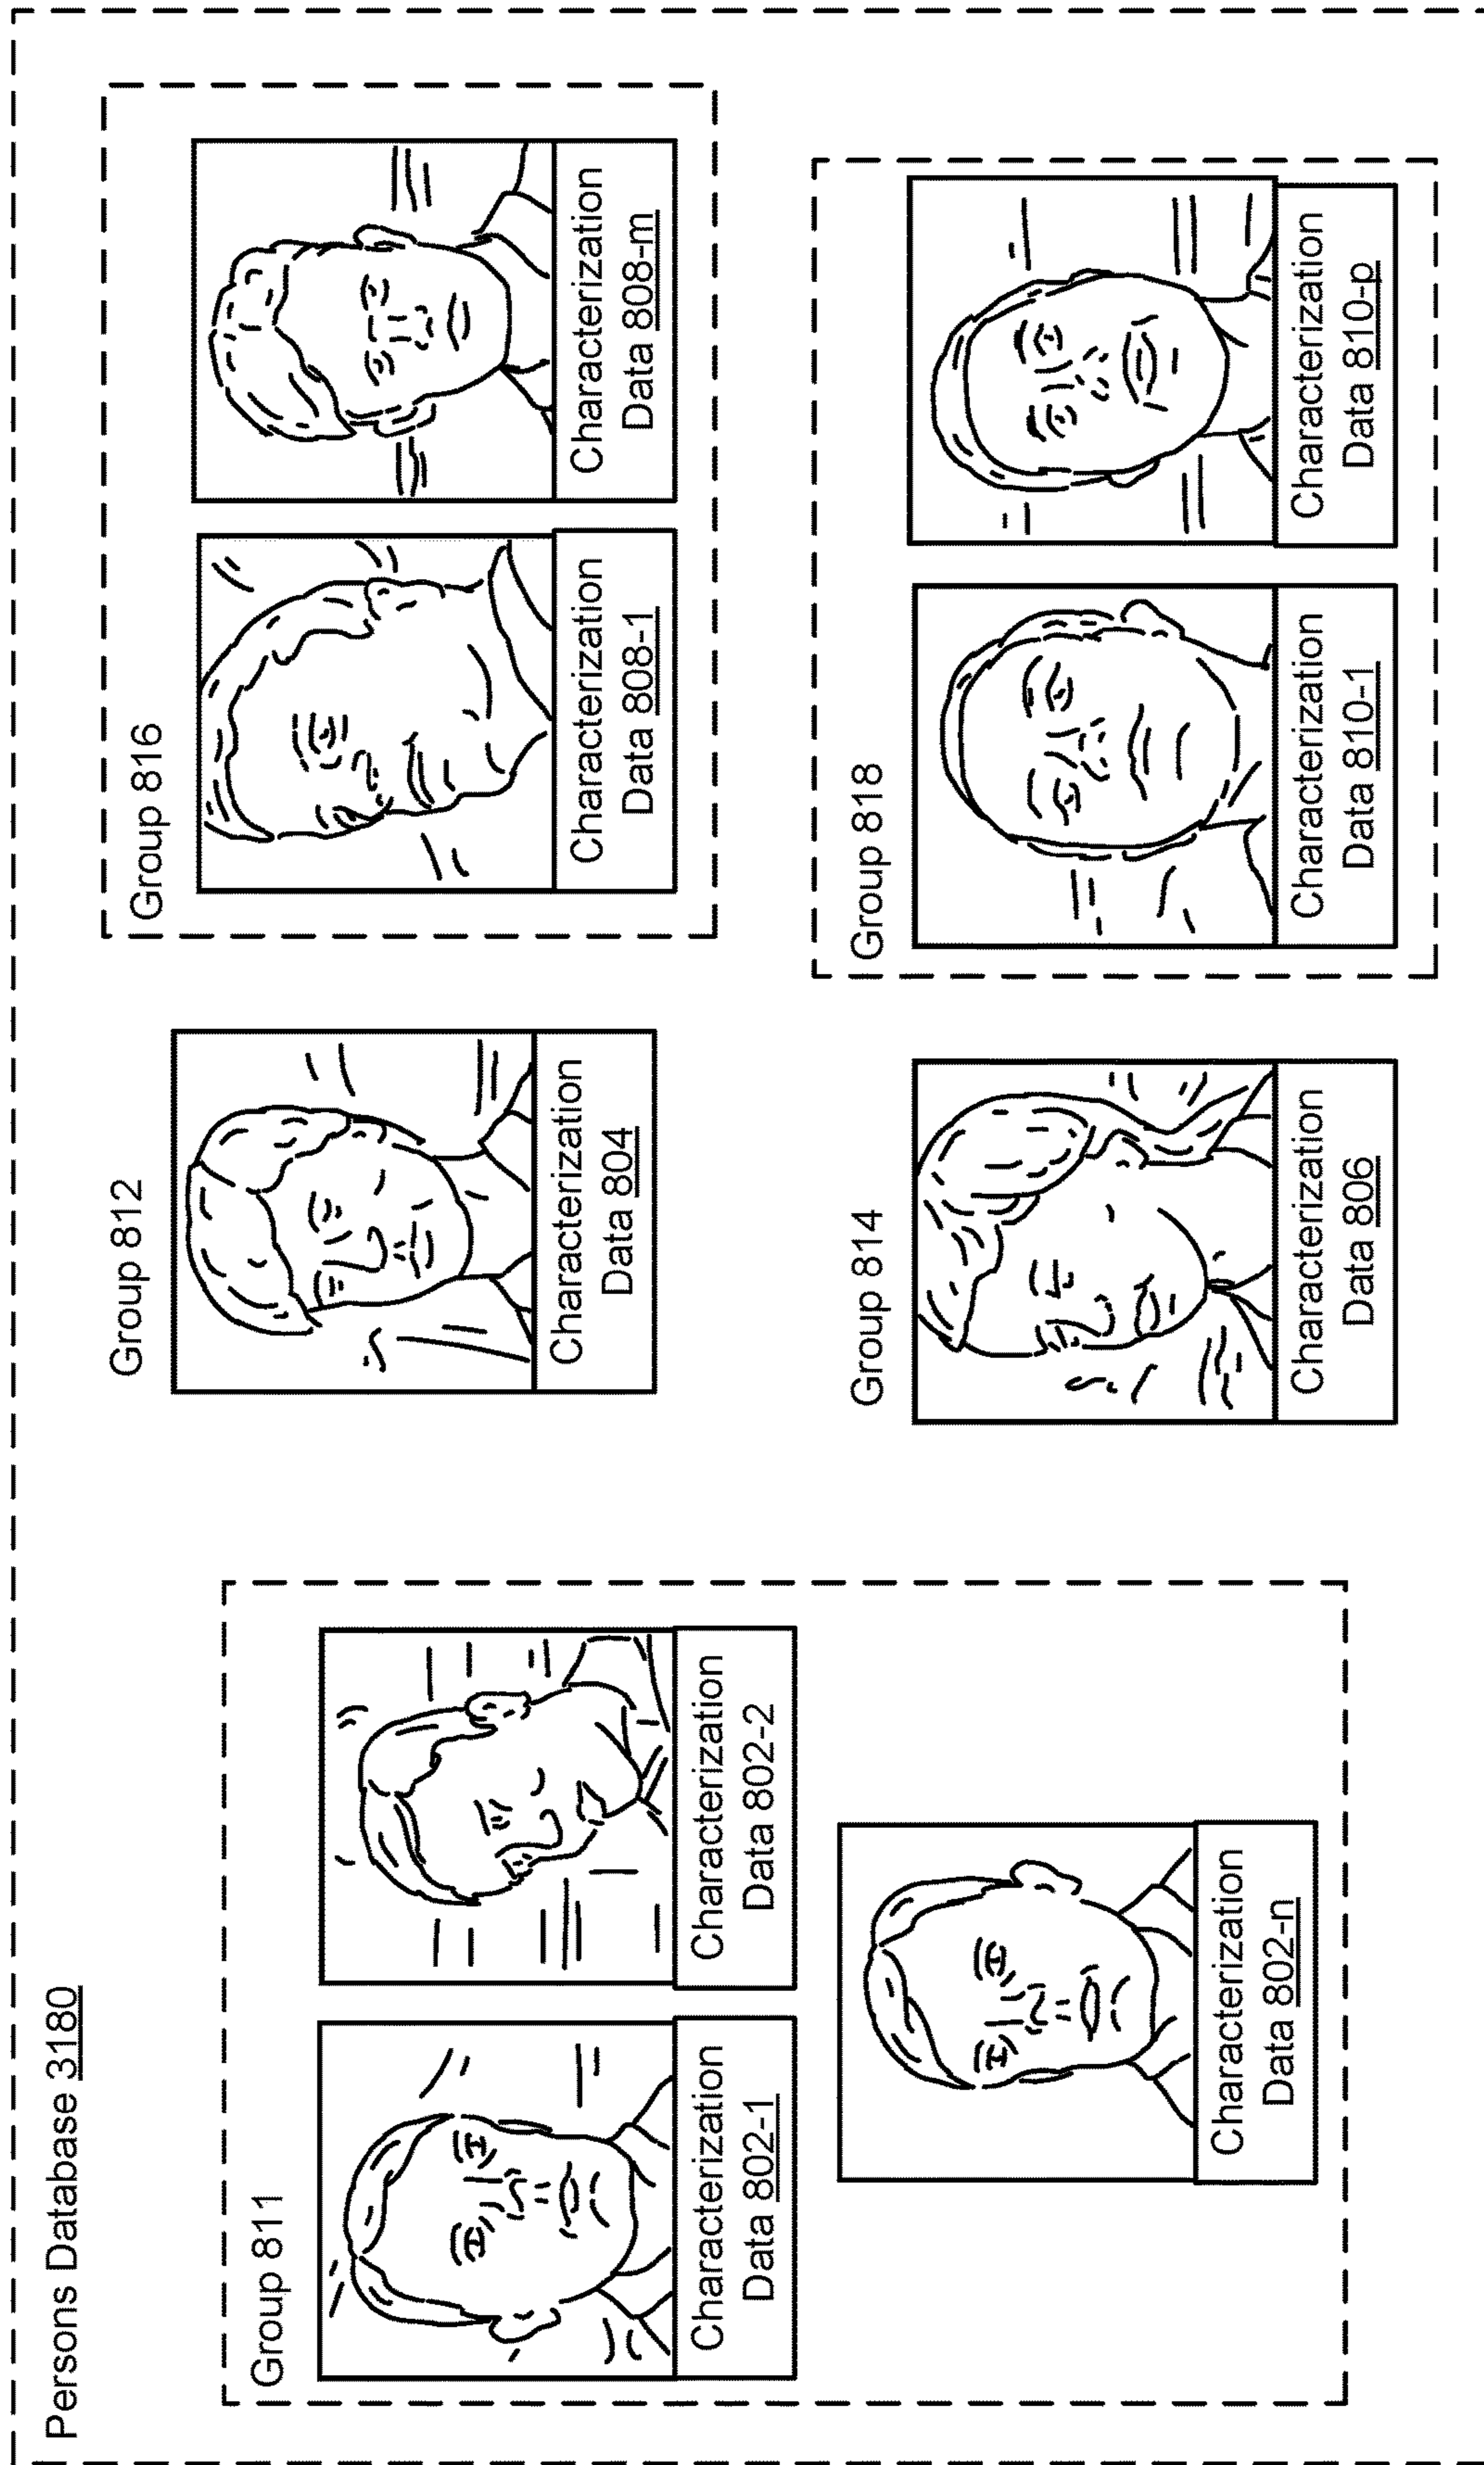 Persons Database 3180
Group 811
Characterization
Data 802-1
Characterization
Data 802-2
Characterization
Data 802-n
Group 812
Characterization
Data 804
Group 814
Characterization
Data 806
Group 816
Characterization
Data 808-1
Characterization
Data 808-m
Group 818
Characterization
Data 810-1
Characterization
Data 810-p